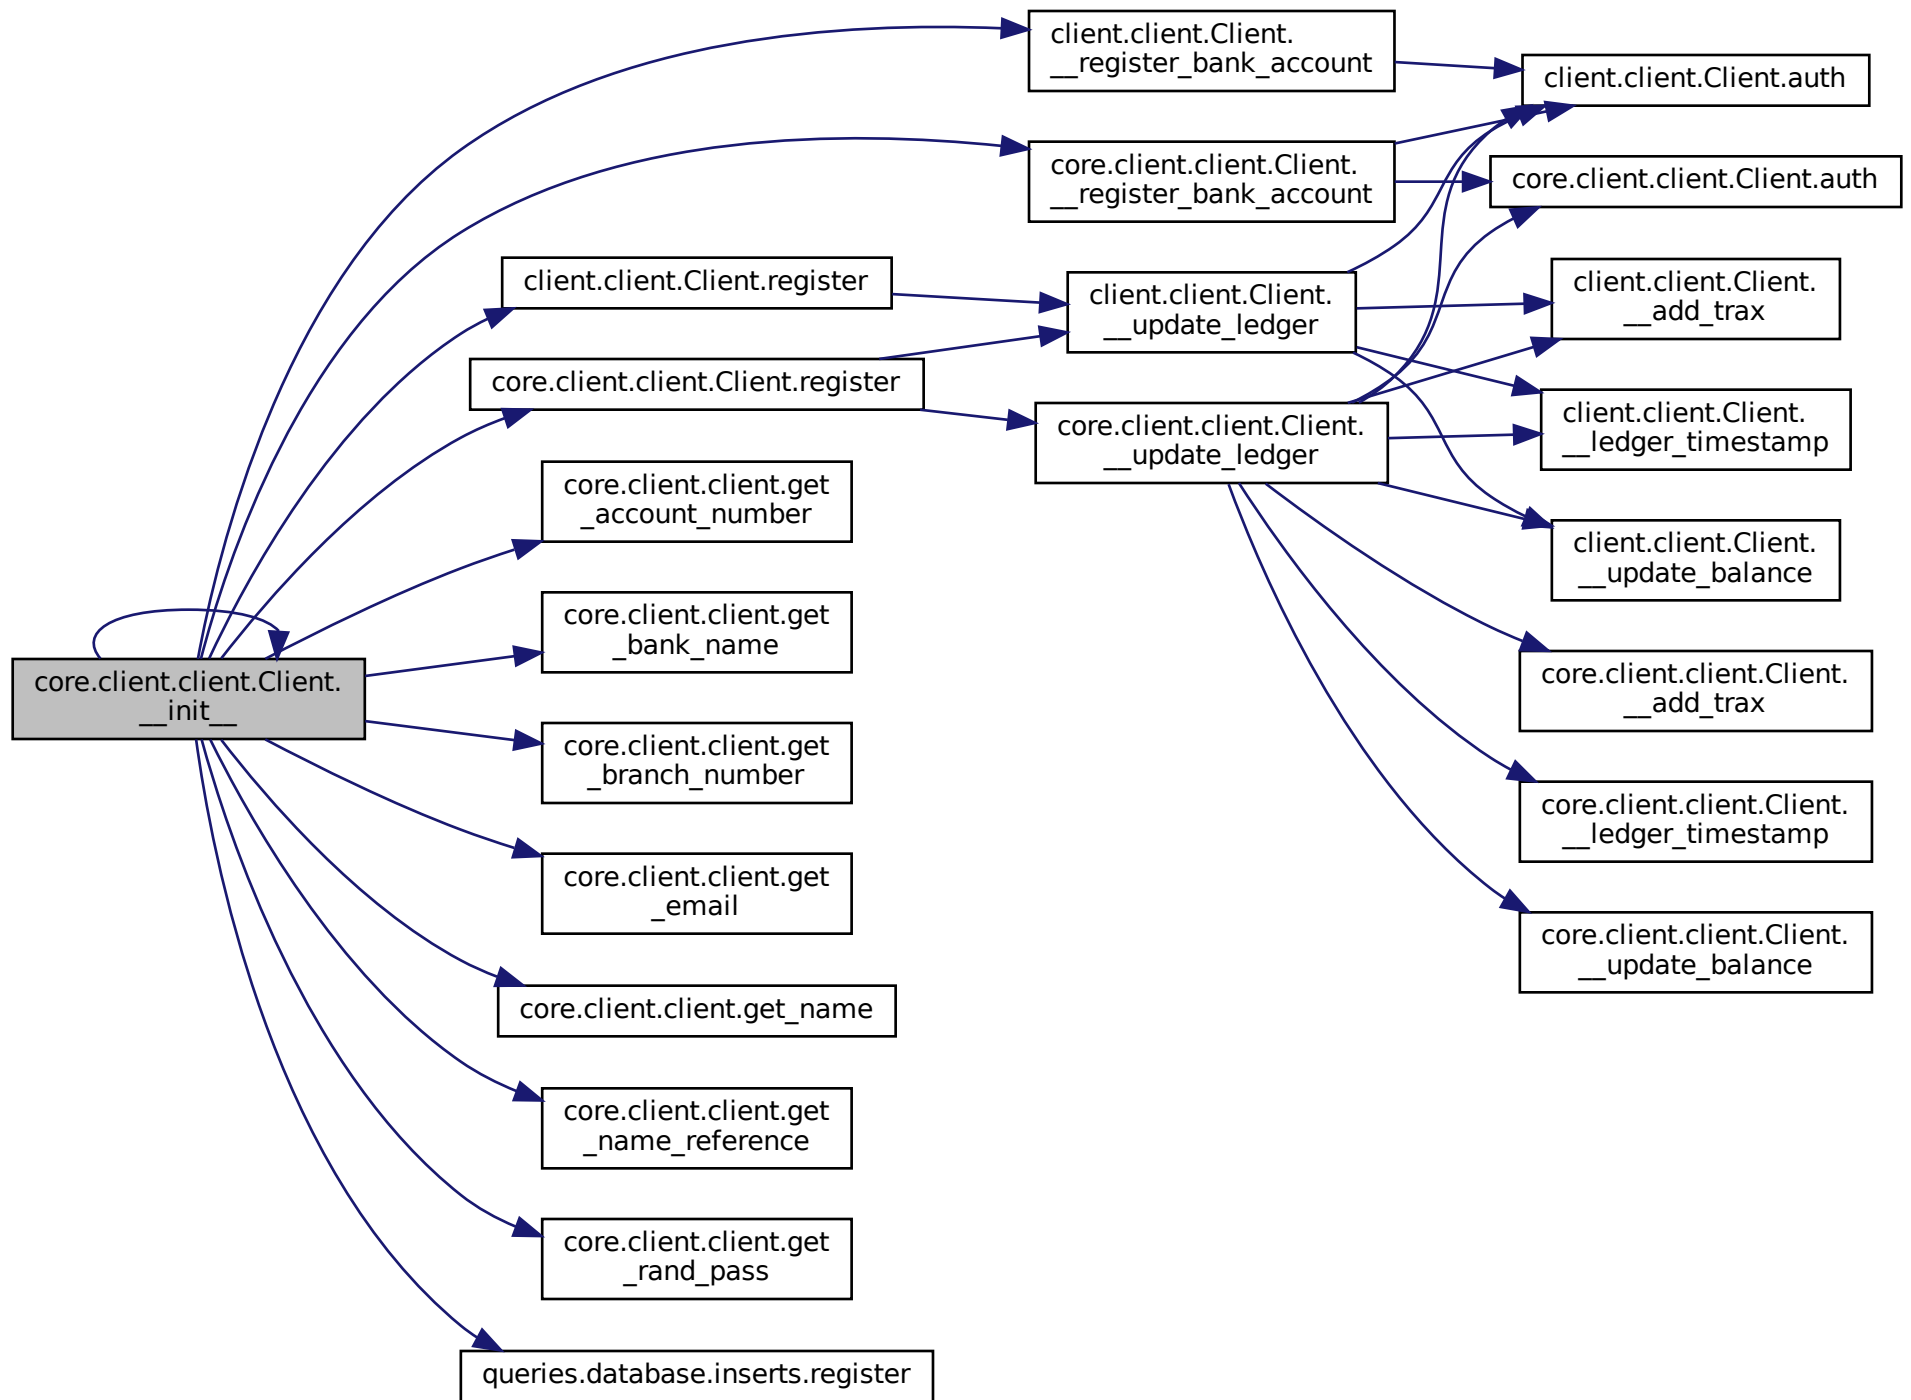 core.client.client.Client.
__init__
client.client.Client.
__register_bank_account
core.client.client.Client.
__register_bank_account
client.client.Client.register
core.client.client.Client.register
core.client.client.get
_account_number
core.client.client.get
_bank_name
core.client.client.get
_branch_number
core.client.client.get
_email
core.client.client.get_name
core.client.client.get
_name_reference
core.client.client.get
_rand_pass
queries.database.inserts.register
client.client.Client.
__update_ledger
core.client.client.Client.
__update_ledger
client.client.Client.auth
core.client.client.Client.auth
client.client.Client.
__add_trax
client.client.Client.
__ledger_timestamp
client.client.Client.
__update_balance
core.client.client.Client.
__add_trax
core.client.client.Client.
__ledger_timestamp
core.client.client.Client.
__update_balance